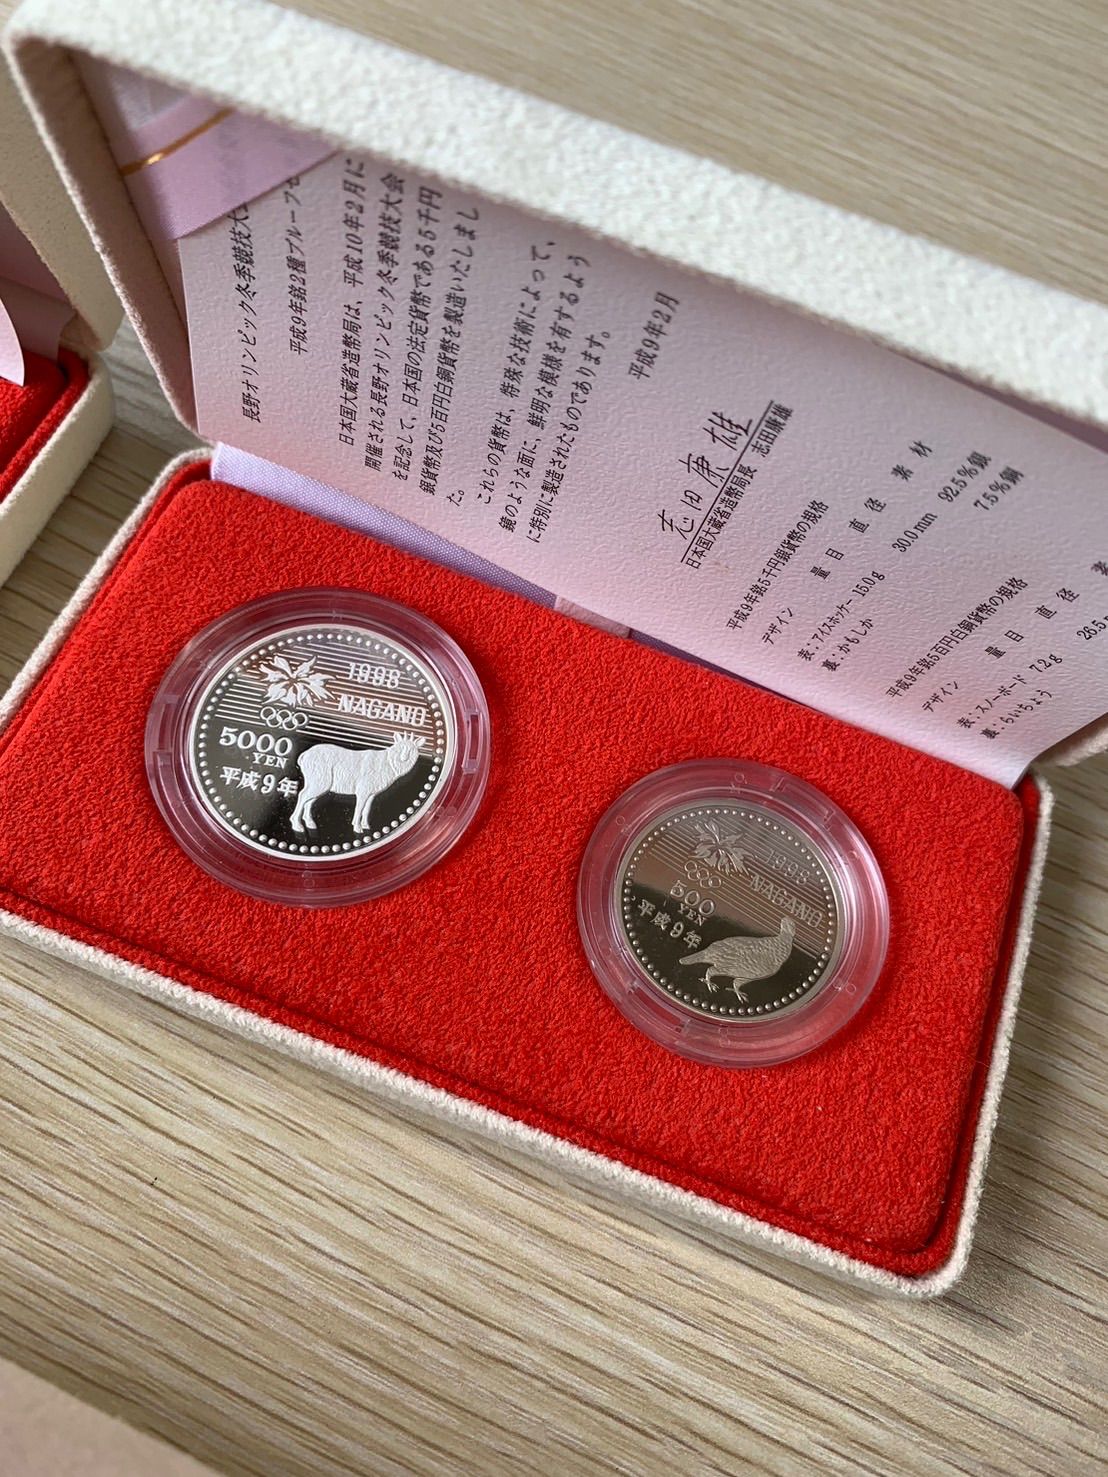 長野オリンピック冬季競技大会
平成9年銘2種プルーフセ
日本国大蔵省造幣局は、平成10年2月に
開催される長野オリンピック冬季競技大会
を記念して、日本国の法定貨幣である5千円
銀貨幣及び5百円白銅貨幣を製造いたしまし
た。
これらの貨幣は、特殊な技術によって、
鏡のような面に、鮮明な模様を有するよう
に特別に製造されたものであります。
平成9年2月
志田康雄
日本国大蔵省造幣局長 志田康雄
平成9年銘5千円銀貨幣の規格
デザイン 量目 直径 素材
表:アイスホッケー 15.0g 30.0mm 92.5%銀
裏:かもしか 7.5%銅
平成9年銘5百円白銅貨幣の規格
デザイン 量目 直径 素
表:スノーボード 7.2g 26.5
裏:らいちょう
1998
NAGANO
5000
YEN
平成9年
1998
NAGANO
500
YEN
平成9年